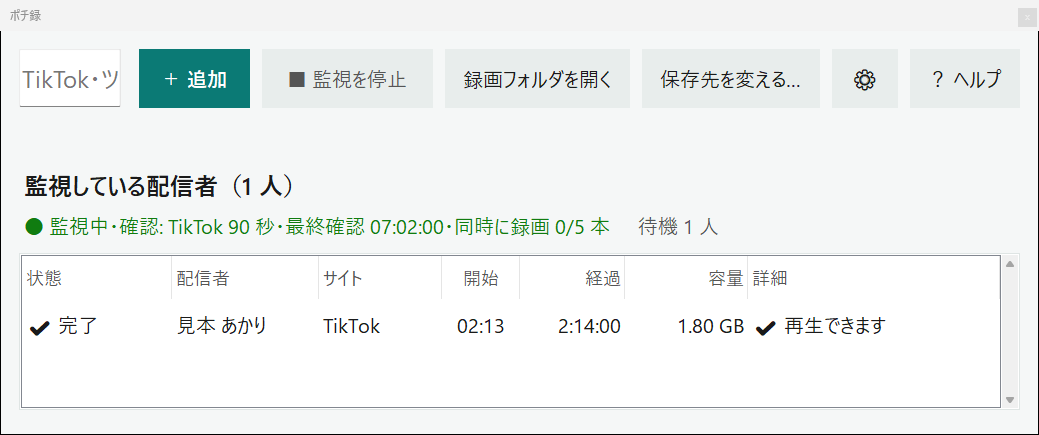 ポチ録
TikTok・ツ
＋ 追加
■ 監視を停止
録画フォルダを開く
保存先を変える...
? ヘルプ
監視している配信者（1 人）
● 監視中・確認: TikTok 90 秒・最終確認 07:02:00・同時に録画 0/5 本 待機 1 人
状態 配信者 サイト 開始 経過 容量 詳細
✔ 完了 見本 あかり TikTok 02:13 2:14:00 1.80 GB ✔ 再生できます